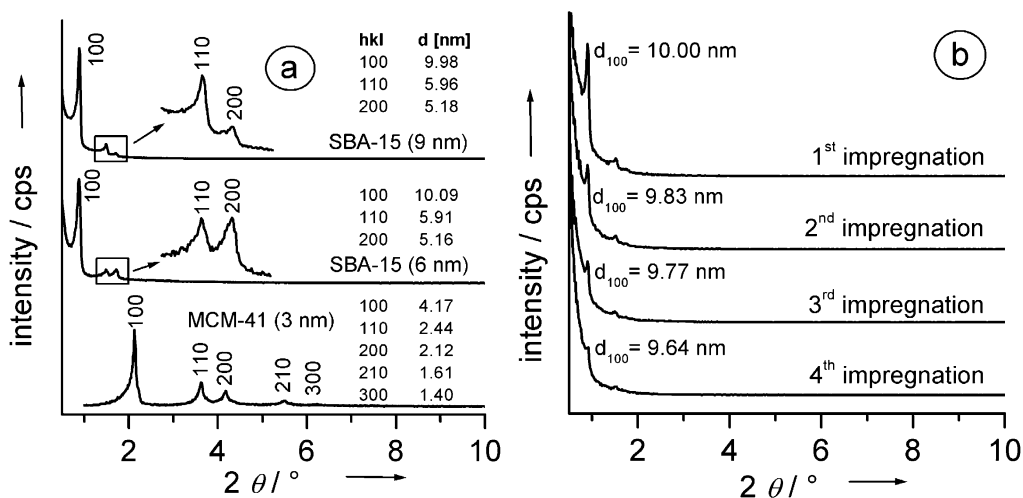 intensity / cps
a
hkl d [nm]
100 9.98
110 5.96
200 5.18
100
110
200
SBA-15 (9 nm)
100
110
200
100 10.09
110 5.91
200 5.16
SBA-15 (6 nm)
MCM-41 (3 nm)
100
110
200
210
300
100 4.17
110 2.44
200 2.12
210 1.61
300 1.40
2 4 6 8 10
2 θ / °
intensity / cps
b
d100 = 10.00 nm
1st impregnation
d100= 9.83 nm
2nd impregnation
d100= 9.77 nm
3rd impregnation
d100= 9.64 nm
4th impregnation
2 4 6 8 10
2 θ / °